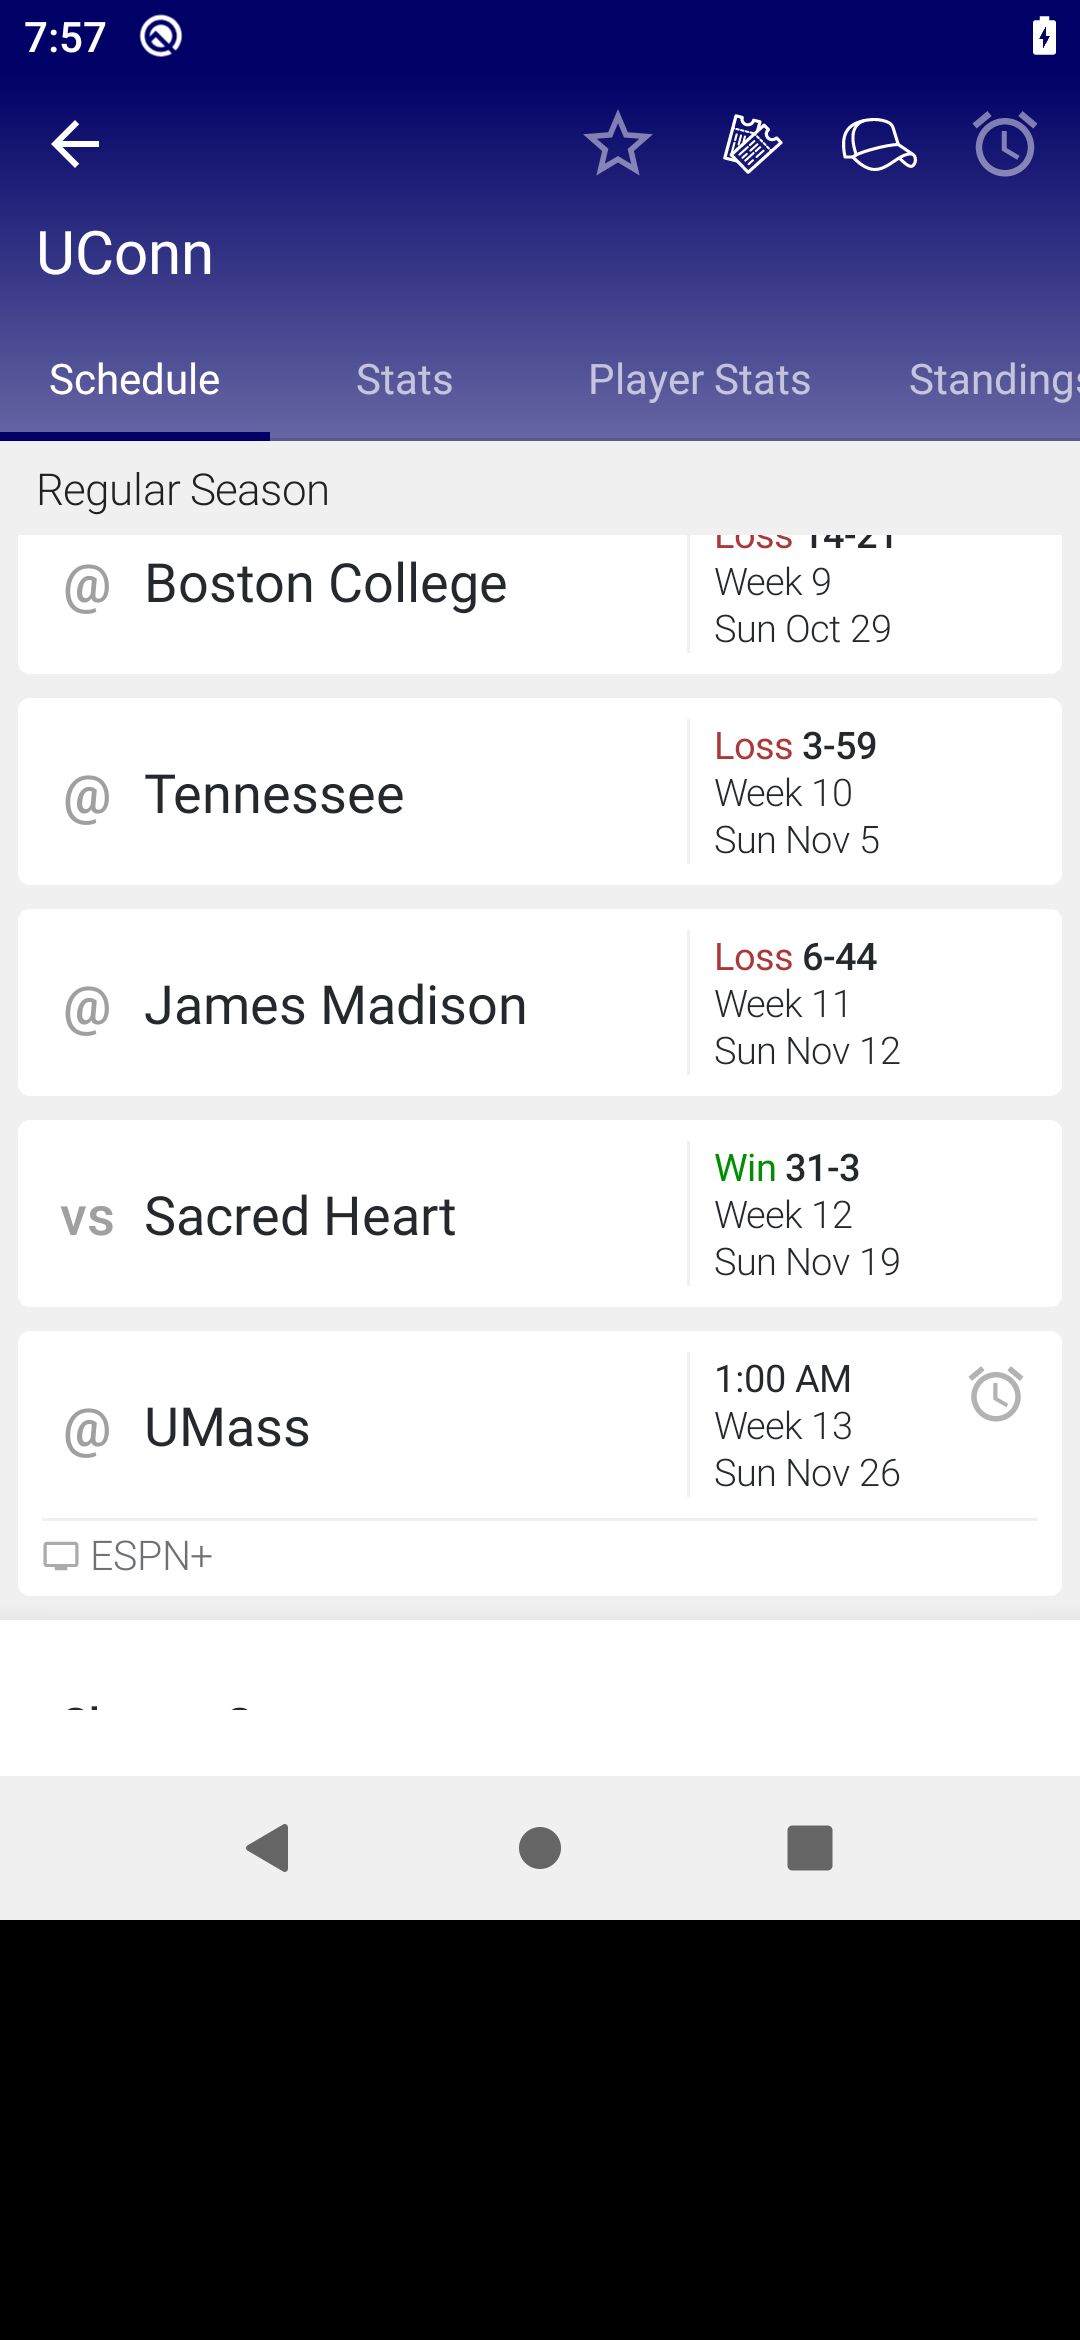 7:57
UConn
Schedule Stats Player Stats Standings
Regular Season
Loss 14-21
@ Boston College
Week 9
Sun Oct 29
Loss 3-59
@ Tennessee
Week 10
Sun Nov 5
Loss 6-44
@ James Madison
Week 11
Sun Nov 12
Win 31-3
vs Sacred Heart
Week 12
Sun Nov 19
1:00 AM
@ UMass
Week 13
Sun Nov 26
ESPN+